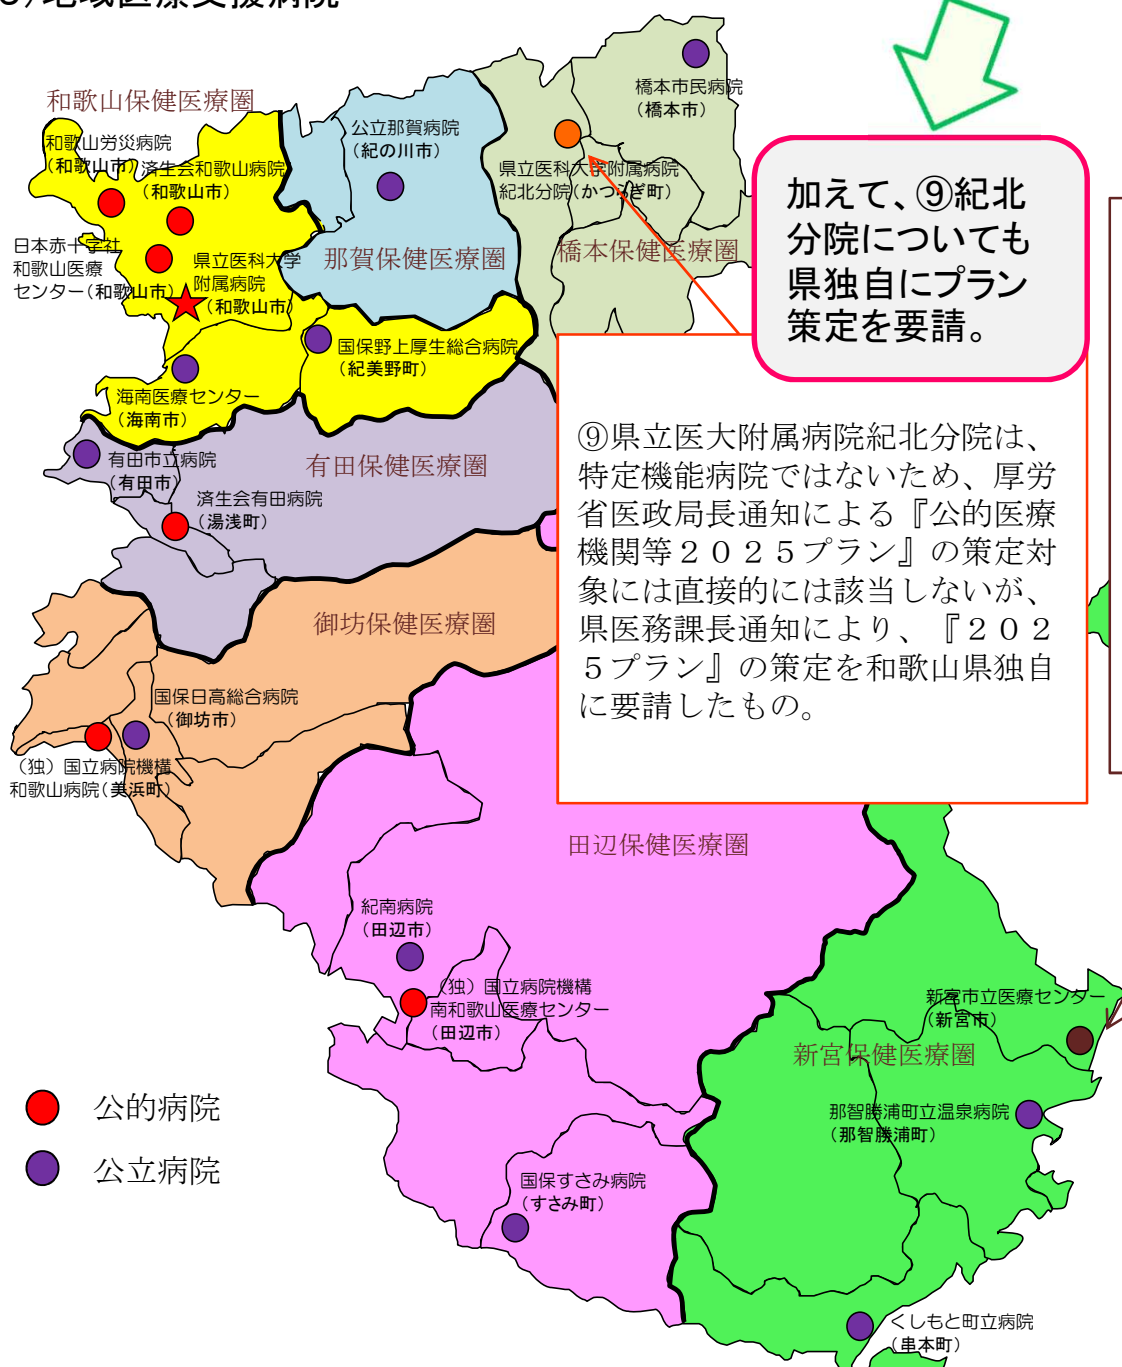 地域医療支援病院
和歌山保健医療圏
和歌山労災病院
(和歌山市)
済生会和歌山病院
(和歌山市)
日本赤十字社
和歌山医療
センター(和歌山市)
県立医科大学
附属病院
(和歌山市)
海南医療センター
(海南市)
国保野上厚生総合病院
(紀美野町)
公立那賀病院
(紀の川市)
那賀保健医療圏
橋本市民病院
(橋本市)
県立医科大学附属病院
紀北分院(かつらぎ町)
橋本保健医療圏
加えて、⑨紀北
分院についても
県独自にプラン
策定を要請。
⑨県立医大附属病院紀北分院は、
特定機能病院ではないため、厚労
省医政局長通知による『公的医療
機関等２０２５プラン』の策定対
象には直接的には該当しないが、
県医務課長通知により、『２０２
５プラン』の策定を和歌山県独自
に要請したもの。
有田市立病院
(有田市)
有田保健医療圏
済生会有田病院
(湯浅町)
御坊保健医療圏
国保日高総合病院
(御坊市)
(独)国立病院機構
和歌山病院(美浜町)
田辺保健医療圏
紀南病院
(田辺市)
(独)国立病院機構
南和歌山医療センター
(田辺市)
国保すさみ病院
(すさみ町)
新宮市立医療センター
(新宮市)
新宮保健医療圏
那智勝浦町立温泉病院
(那智勝浦町)
くしもと町立病院
(串本町)
公的病院
公立病院